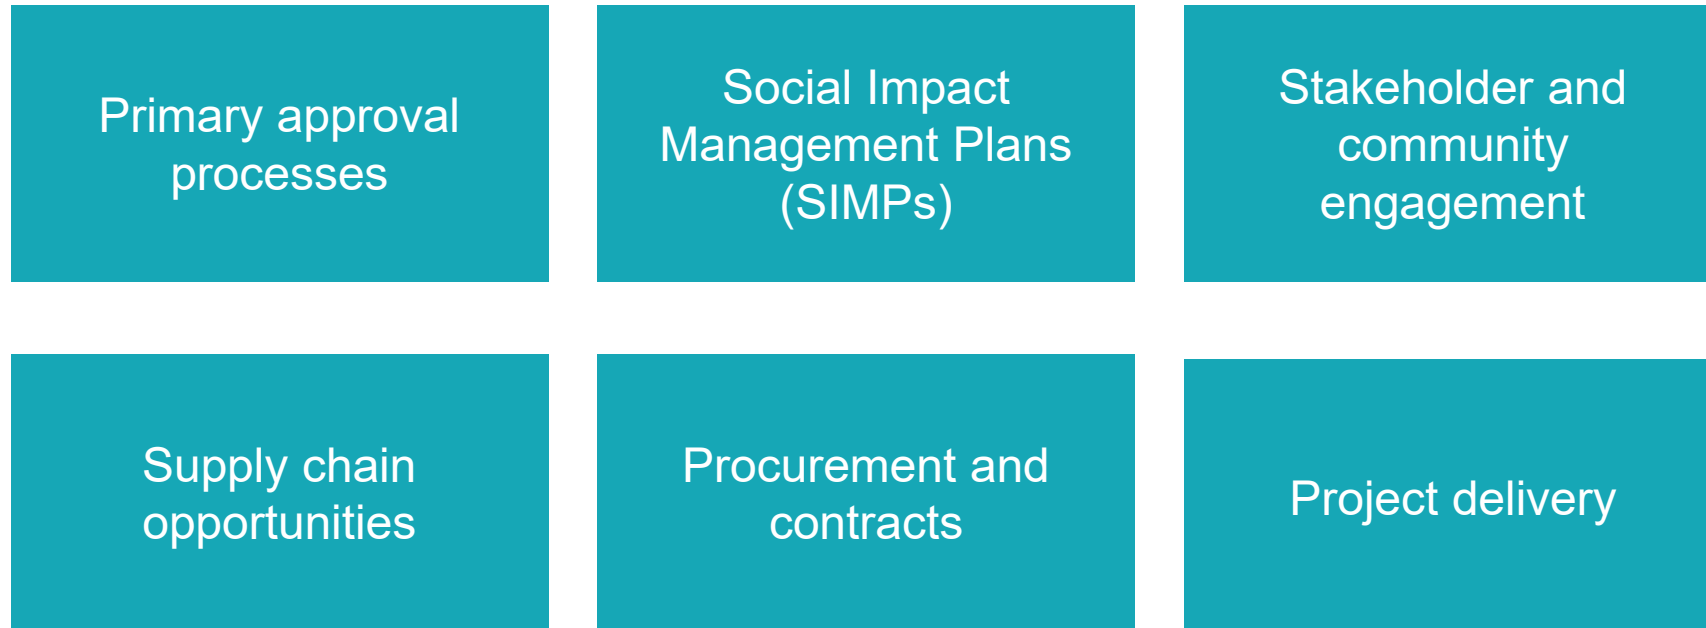 Primary approval
processes
Social Impact
Management Plans
(SIMPs)
Stakeholder and
community
engagement
Supply chain
opportunities
Procurement and
contracts
Project delivery